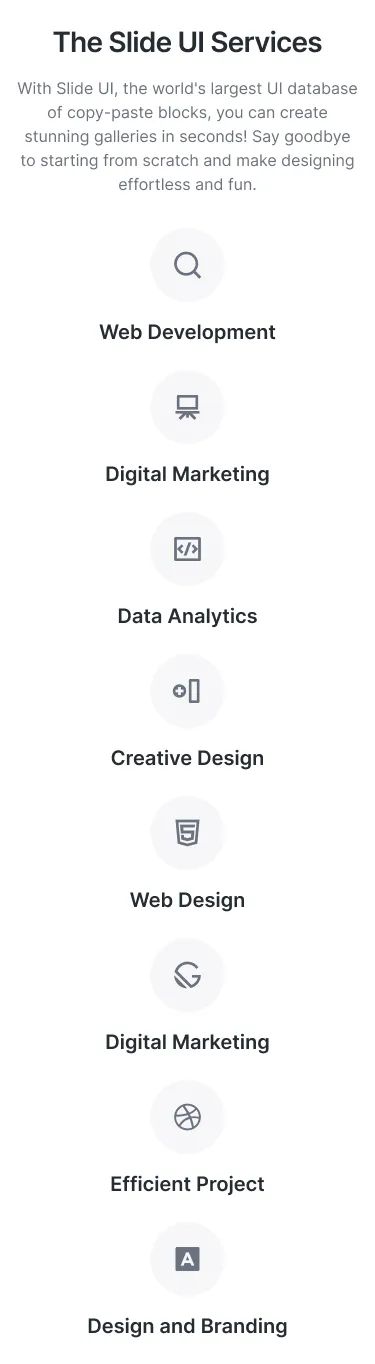 The Slide UI Services
With Slide UI, the world's largest UI database
of copy-paste blocks, you can create
stunning galleries in seconds! Say goodbye
to starting from scratch and make designing
effortless and fun.
Web Development
Digital Marketing
Data Analytics
Creative Design
Web Design
Digital Marketing
Efficient Project
A
Design and Branding